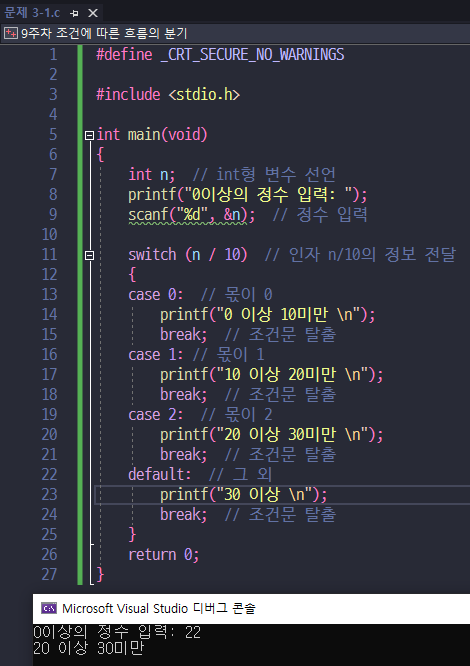 문제 3-1.c
9주차 조건에 따른 흐름의 분기
1 #define _CRT_SECURE_NO_WARNINGS
2
3 #include <stdio.h>
4
5 int main(void)
6 {
7 int n;  // int형 변수 선언
8 printf("0이상의 정수 입력: ");
9 scanf("%d", &n);  // 정수 입력
10
11 switch (n / 10)  // 인자 n/10의 정보 전달
12 {
13 case 0:  // 몫이 0
14 printf("0 이상 10미만 \n");
15 break;  // 조건문 탈출
16 case 1: // 몫이 1
17 printf("10 이상 20미만 \n");
18 break;  // 조건문 탈출
19 case 2:  // 몫이 2
20 printf("20 이상 30미만 \n");
21 break;  // 조건문 탈출
22 default:  // 그 외
23 printf("30 이상 \n");
24 break;  // 조건문 탈출
25 }
26 return 0;
27 }
Microsoft Visual Studio 디버그 콘솔
0이상의 정수 입력: 22
20 이상 30미만